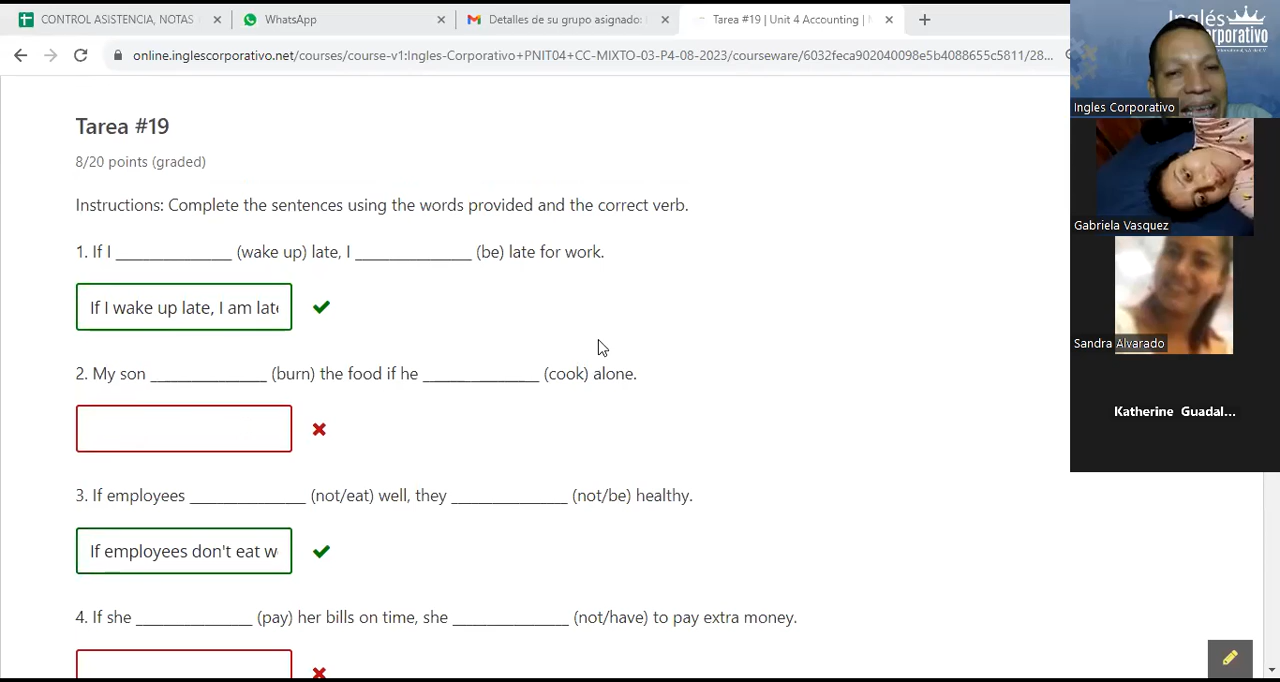 CONTROL ASISTENCIA, NOTAS
WhatsApp
Detalles de su grupo asignado:
Tarea #19 | Unit 4 Accounting |
online.inglescorporativo.net/courses/course-v1:Ingles-Corporativo+PNIT04+CC-MIXTO-03-P4-08-2023/courseware/6032feca902040098e5b4088655c5811/28...
Inglés
Corporativo
Ingles Corporativo
Gabriela Vasquez
Sandra Alvarado
Katherine Guadal...
Tarea #19
8/20 points (graded)
Instructions: Complete the sentences using the words provided and the correct verb.
1. If I ______________ (wake up) late, I ______________ (be) late for work.
If I wake up late, I am late
2. My son ______________ (burn) the food if he ______________ (cook) alone.
3. If employees ______________ (not/eat) well, they ______________ (not/be) healthy.
If employees don't eat w
4. If she ______________ (pay) her bills on time, she ______________ (not/have) to pay extra money.